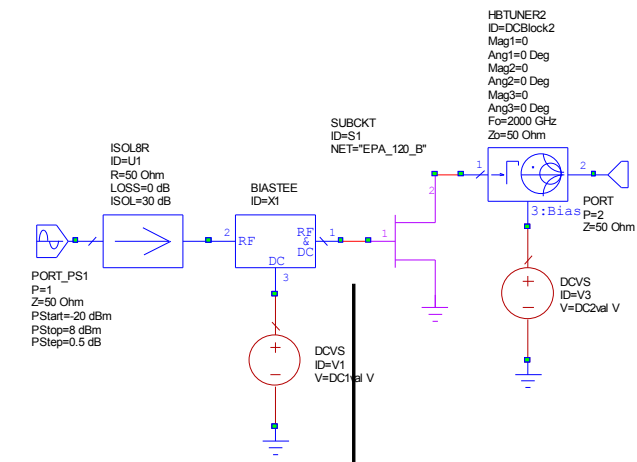 HBTUNER2
ID=DCBlock2
Mag1=0
Ang1=0 Deg
Mag2=0
Ang2=0 Deg
Mag3=0
Ang3=0 Deg
Fo=2000 GHz
Zo=50 Ohm
SUBCKT
ID=S1
NET="EPA_120_B"
ISOL8R
ID=U1
R=50 Ohm
LOSS=0 dB
ISOL=30 dB
BIASTEE
ID=X1
1
2
2
2
RF
RF
&
DC
1
1
DC
3
3:Bias
PORT
P=2
Z=50 Ohm
PORT_PS1
P=1
Z=50 Ohm
PStart=-20 dBm
PStop=8 dBm
PStep=0.5 dB
DCVS
ID=V3
V=DC2val V
DCVS
ID=V1
V=DC1val V